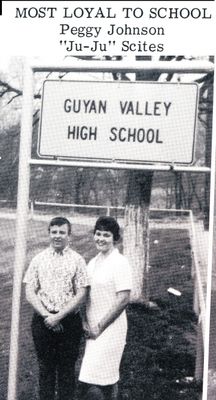 MOST LOYAL TO SCHOOL
Peggy Johnson
"Ju-Ju" Scites
GUYAN VALLEY
HIGH SCHOOL